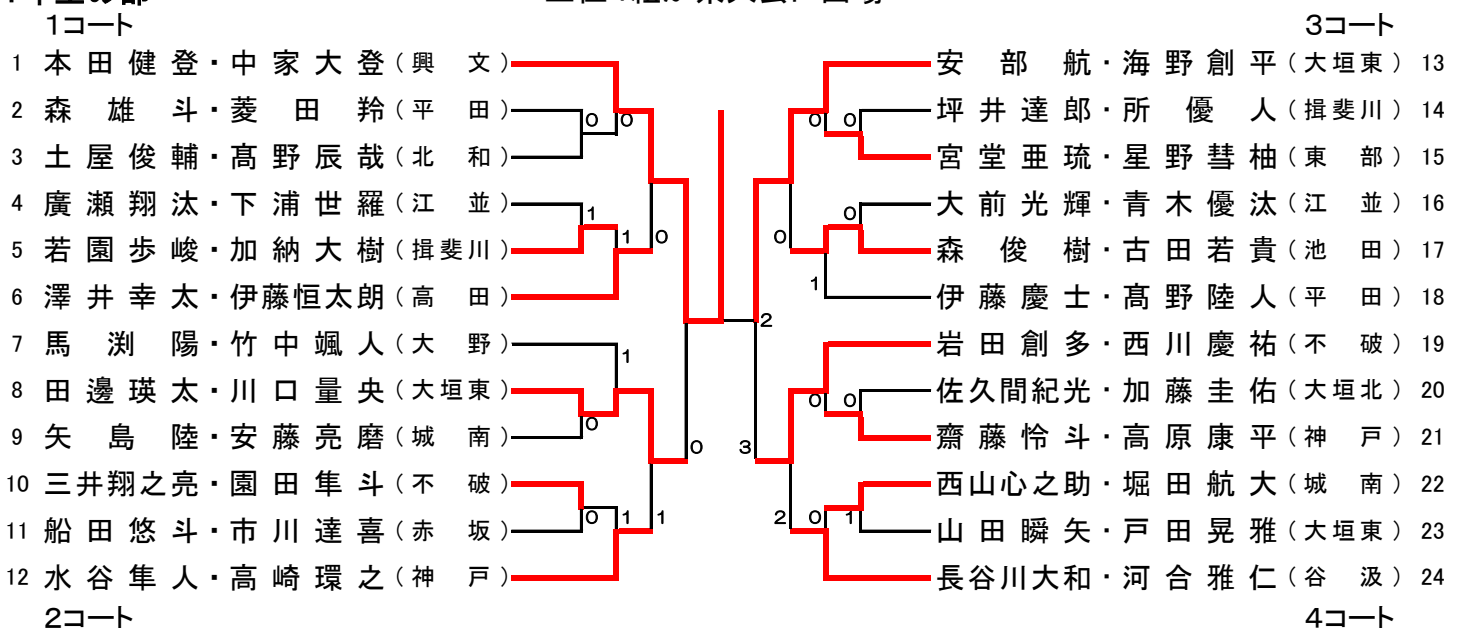 1コート
3コート
1 本田健登・中家大登(興文)
2 森雄斗・菱田羚(平田)
3 土屋俊輔・髙野辰哉(北和)
4 廣瀬翔汰・下浦世羅(江並)
5 若園歩峻・加納大樹(揖斐川)
6 澤井幸太・伊藤恒太朗(高田)
7 馬渕陽・竹中颯人(大野)
8 田邊瑛太・川口量央(大垣東)
9 矢島陸・安藤亮磨(城南)
10 三井翔之亮・園田隼斗(不破)
11 船田悠斗・市川達喜(赤坂)
12 水谷隼人・高崎環之(神戸)
2コート
0 0
1
1 0
1
0
0 1 1
0
安部航・海野創平(大垣東) 13
坪井達郎・所優人(揖斐川) 14
宮堂亜琉・星野彗柚(東部) 15
大前光輝・青木優汰(江並) 16
森俊樹・古田若貴(池田) 17
伊藤慶士・髙野陸人(平田) 18
岩田創多・西川慶祐(不破) 19
佐久間紀光・加藤圭佑(大垣北) 20
齋藤怜斗・高原康平(神戸) 21
西山心之助・堀田航大(城南) 22
山田瞬矢・戸田晃雅(大垣東) 23
長谷川大和・河合雅仁(谷汲) 24
4コート
0 0
0
0
1
2
0 0
3
2 0 1